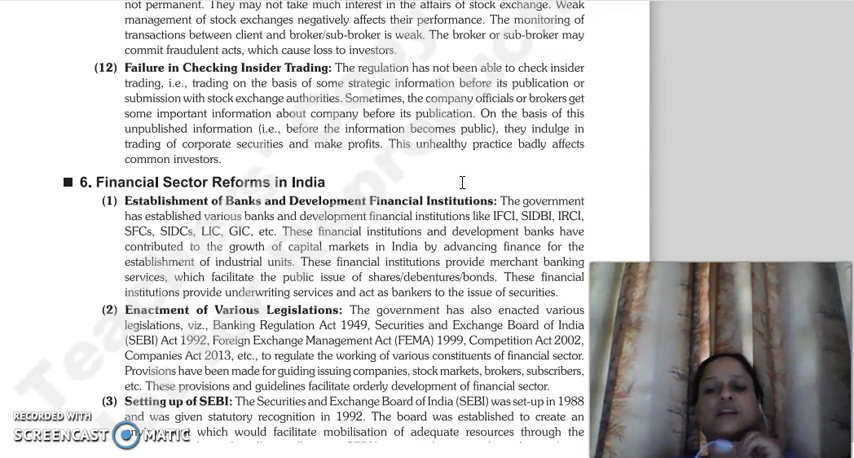 not permanent. They may not take much interest in the affairs of stock exchange. Weak
management of stock exchanges negatively affects their performance. The monitoring of
transactions between client and broker/sub-broker is weak. The broker or sub-broker may
commit fraudulent acts, which cause loss to investors.
(12) Failure in Checking Insider Trading: The regulation has not been able to check insider
trading, i.e., trading on the basis of some strategic information before its publication or
submission with stock exchange authorities. Sometimes, the company officials or brokers get
some important information about company before its publication. On the basis of this
unpublished information (i.e., before the information becomes public), they indulge in
trading of corporate securities and make profits. This unhealthy practice badly affects
common investors.
■ 6. Financial Sector Reforms in India
(1) Establishment of Banks and Development Financial Institutions: The government
has established various banks and development financial institutions like IFCI, SIDBI, IRCI,
SFCs, SIDCs, LIC, GIC, etc. These financial institutions and development banks have
contributed to the growth of capital markets in India by advancing finance for the
establishment of industrial units. These financial institutions provide merchant banking
services, which facilitate the public issue of shares/debentures/bonds. These financial
institutions provide underwriting services and act as bankers to the issue of securities.
(2) Enactment of Various Legislations: The government has also enacted various
legislations, viz., Banking Regulation Act 1949, Securities and Exchange Board of India
(SEBI) Act 1992, Foreign Exchange Management Act (FEMA) 1999, Competition Act 2002,
Companies Act 2013, etc., to regulate the working of various constituents of financial sector.
Provisions have been made for guiding issuing companies, stock markets, brokers, subscribers,
etc. These provisions and guidelines facilitate orderly development of financial sector.
(3) Setting up of SEBI: The Securities and Exchange Board of India (SEBI) was set-up in 1988
and was given statutory recognition in 1992. The board was established to create an
which would facilitate mobilisation of adequate resources through the
RECORDED WITH
SCREENCAST MATIC